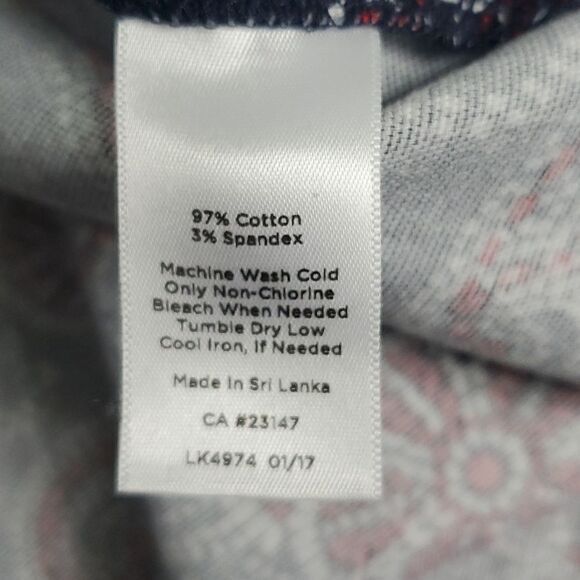 97% Cotton
3% Spandex
Machine Wash Cold
Only Non-Chlorine
Bleach When Needed
Tumble Dry Low
Cool Iron, If Needed
Made In Sri Lanka
CA #23147
LK4974 01/17